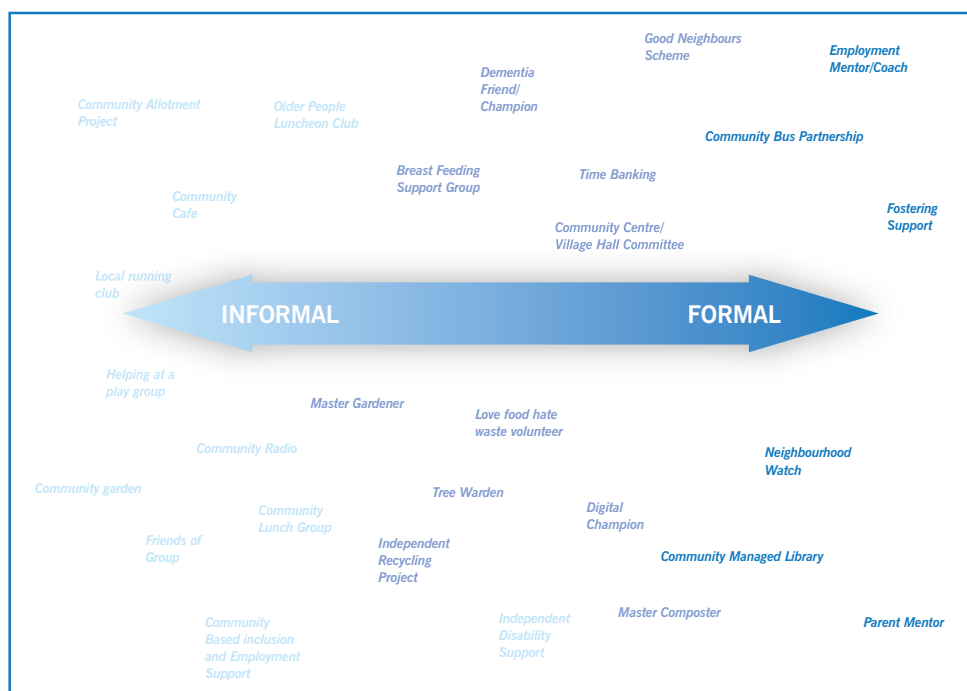 Good Neighbours
Scheme
Employment
Mentor/Coach
Dementia
Friend/
Champion
Community Allotment
Project
Older People
Luncheon Club
Community Bus Partnership
Breast Feeding
Support Group
Time Banking
Community
Cafe
Fostering
Support
Community Centre/
Village Hall Committee
Local running
club
INFORMAL
FORMAL
Helping at a
play group
Master Gardener
Love food hate
waste volunteer
Community Radio
Neighbourhood
Watch
Community garden
Tree Warden
Community
Lunch Group
Digital
Champion
Friends of
Group
Independent
Recycling
Project
Community Managed Library
Community
Based inclusion
and Employment
Support
Independent
Disability
Support
Master Composter
Parent Mentor